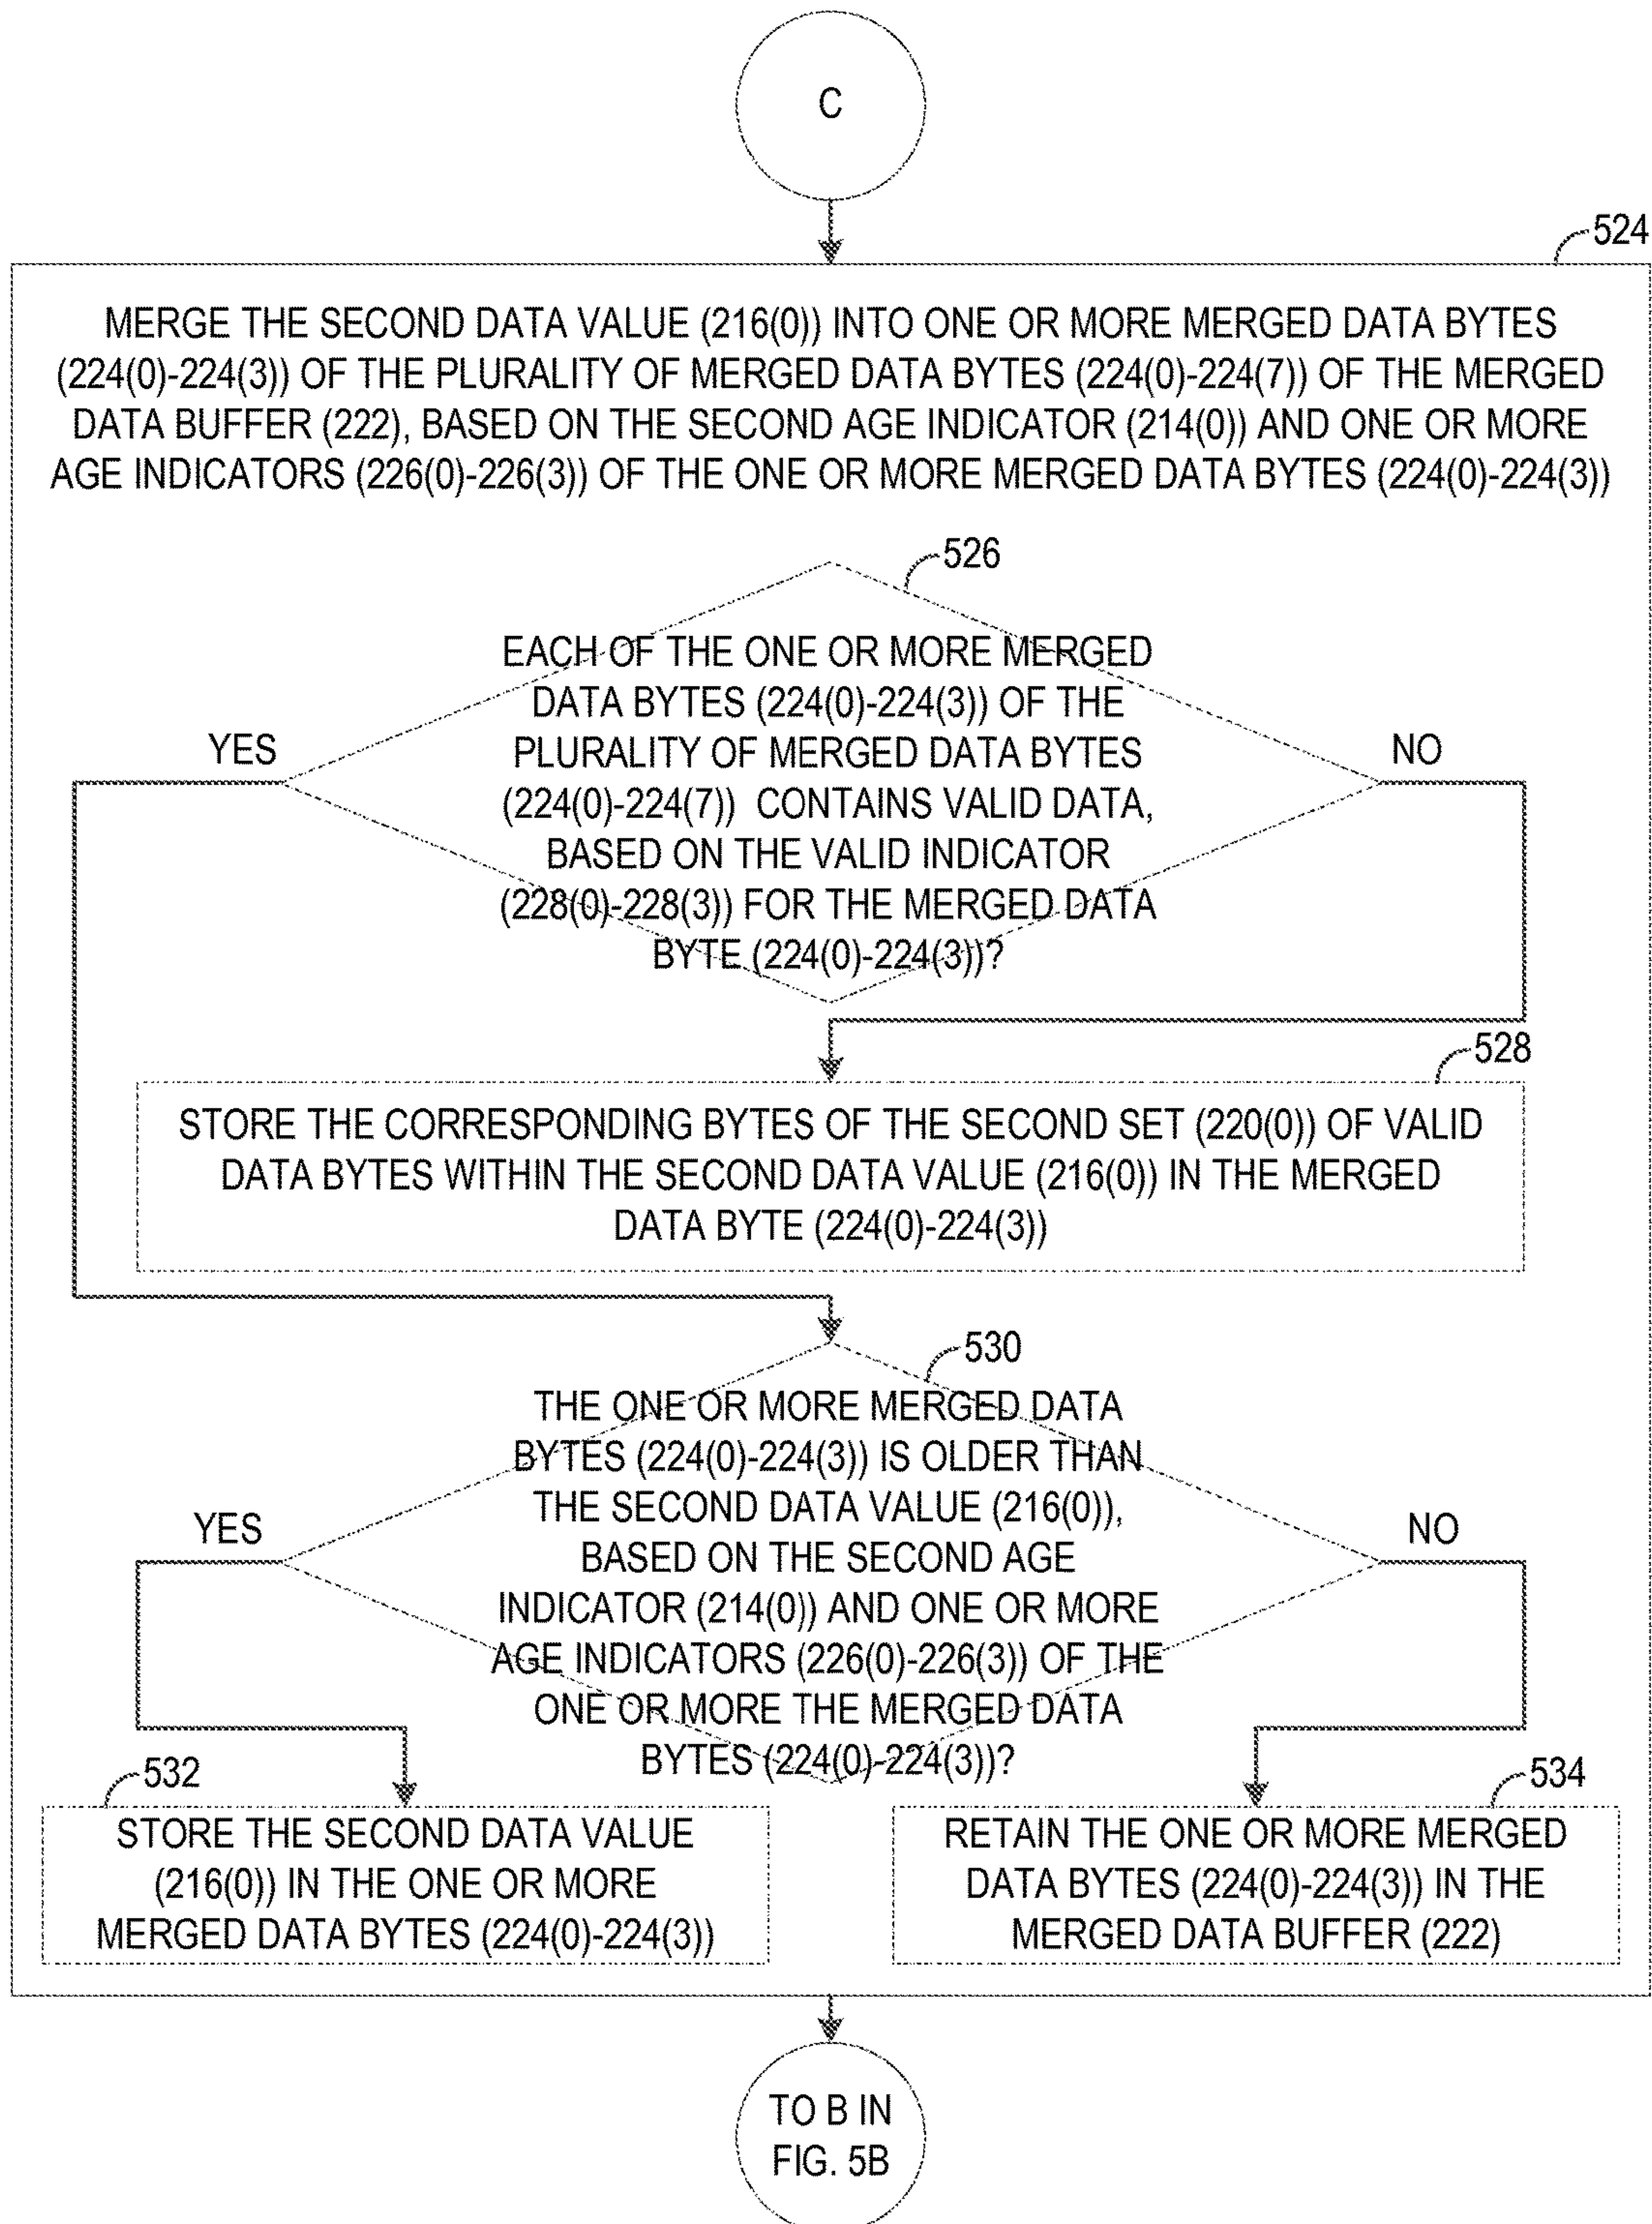 C
524
MERGE THE SECOND DATA VALUE (216(0)) INTO ONE OR MORE MERGED DATA BYTES
(224(0)-224(3)) OF THE PLURALITY OF MERGED DATA BYTES (224(0)-224(7)) OF THE MERGED
DATA BUFFER (222), BASED ON THE SECOND AGE INDICATOR (214(0)) AND ONE OR MORE
AGE INDICATORS (226(0)-226(3)) OF THE ONE OR MORE MERGED DATA BYTES (224(0)-224(3))
526
EACH OF THE ONE OR MORE MERGED
DATA BYTES (224(0)-224(3)) OF THE
PLURALITY OF MERGED DATA BYTES
(224(0)-224(7)) CONTAINS VALID DATA,
BASED ON THE VALID INDICATOR
(228(0)-228(3)) FOR THE MERGED DATA
BYTE (224(0)-224(3))?
YES
NO
528
STORE THE CORRESPONDING BYTES OF THE SECOND SET (220(0)) OF VALID
DATA BYTES WITHIN THE SECOND DATA VALUE (216(0)) IN THE MERGED
DATA BYTE (224(0)-224(3))
530
THE ONE OR MORE MERGED DATA
BYTES (224(0)-224(3)) IS OLDER THAN
THE SECOND DATA VALUE (216(0)),
BASED ON THE SECOND AGE
INDICATOR (214(0)) AND ONE OR MORE
AGE INDICATORS (226(0)-226(3)) OF THE
ONE OR MORE THE MERGED DATA
BYTES (224(0)-224(3))?
YES
NO
532
STORE THE SECOND DATA VALUE
(216(0)) IN THE ONE OR MORE
MERGED DATA BYTES (224(0)-224(3))
534
RETAIN THE ONE OR MORE MERGED
DATA BYTES (224(0)-224(3)) IN THE
MERGED DATA BUFFER (222)
TO B IN
FIG. 5B